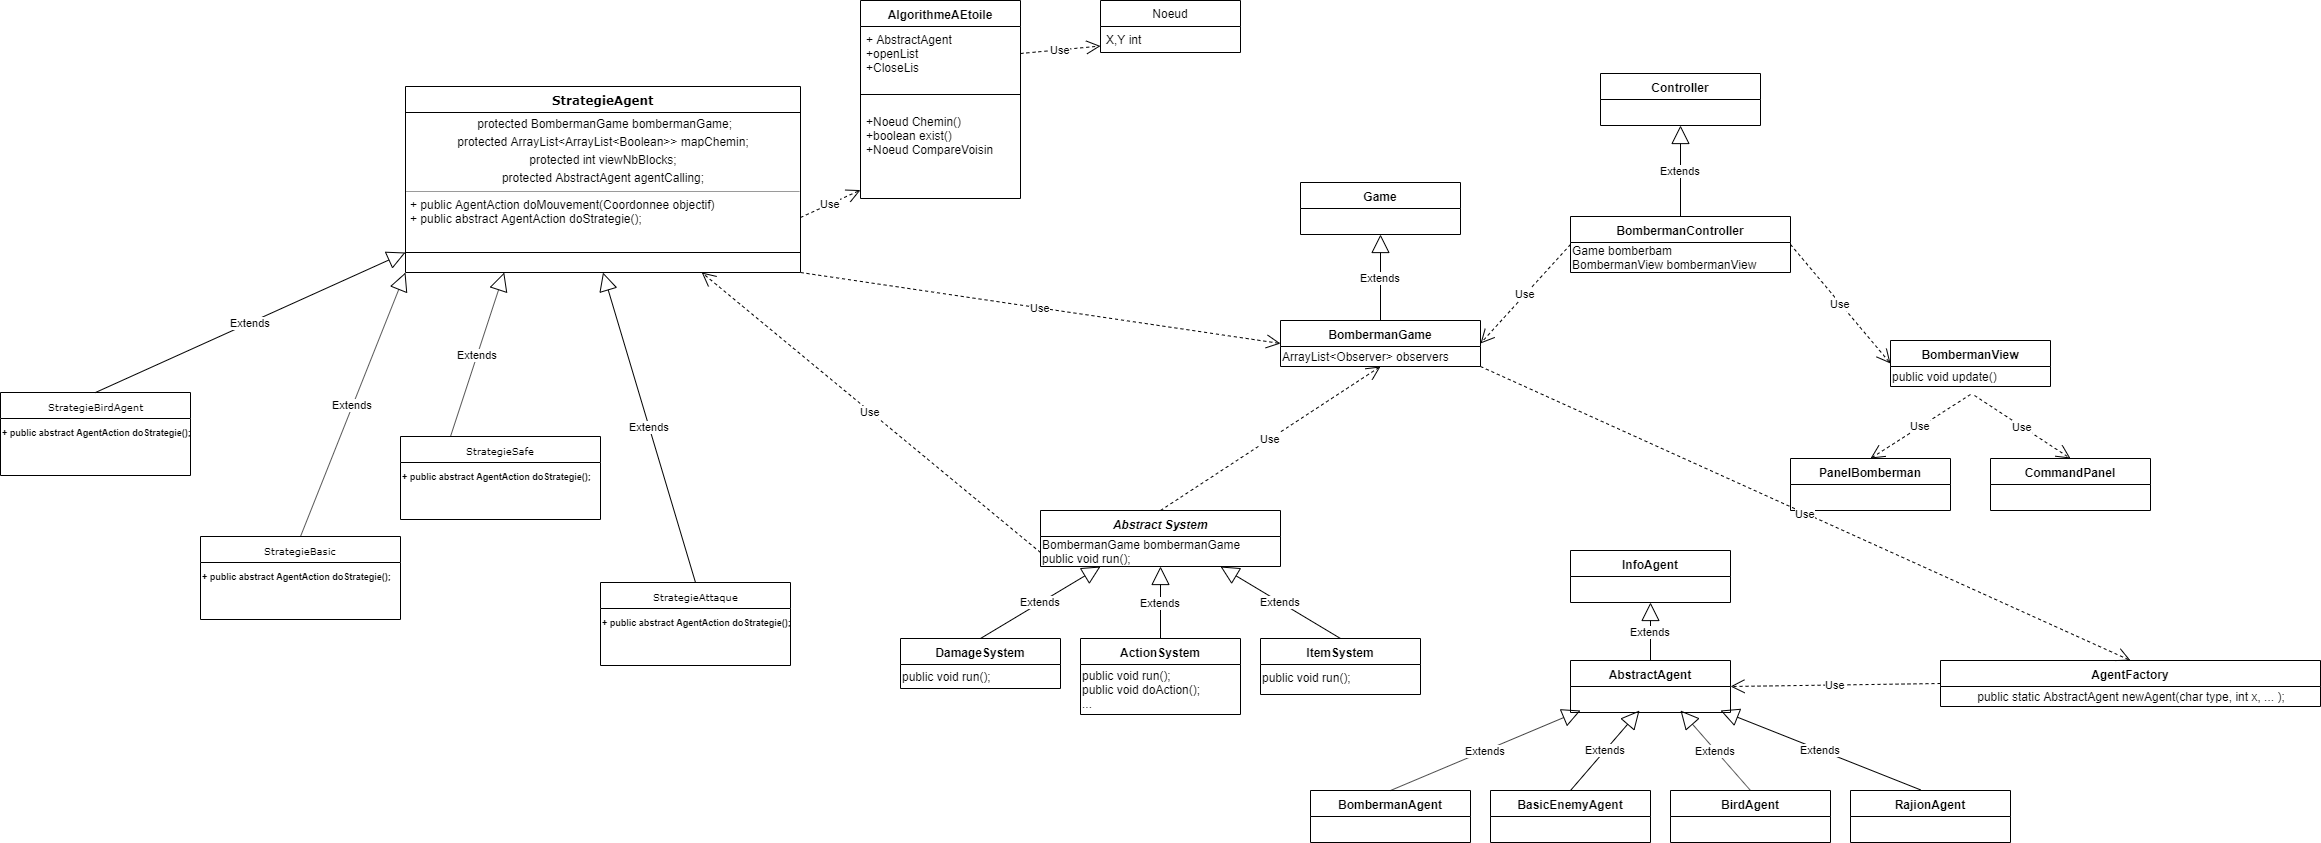 AlgorithmeAEtoile
+ AbstractAgent
+openList
+CloseLis
+Noeud Chemin()
+boolean exist()
+Noeud CompareVoisin
Use
Noeud
X,Y int
StrategieAgent
protected BombermanGame bombermanGame;
protected ArrayList<ArrayList<Boolean>> mapChemin;
protected int viewNbBlocks;
protected AbstractAgent agentCalling;
+ public AgentAction doMouvement(Coordonnee objectif)
+ public abstract AgentAction doStrategie();
Use
Controller
Extends
Game
Extends
BombermanController
Game bomberbam
BombermanView bombermanView
Use
Use
Use
BombermanGame
ArrayList<Observer> observers
BombermanView
public void update()
Use
Use
PanelBomberman
CommandPanel
Extends
Extends
Extends
Extends
Use
Use
Use
StrategieBirdAgent
+ public abstract AgentAction doStrategie();
StrategieSafe
+ public abstract AgentAction doStrategie();
StrategieBasic
+ public abstract AgentAction doStrategie();
StrategieAttaque
+ public abstract AgentAction doStrategie();
Abstract System
BombermanGame bombermanGame
public void run();
Extends
Extends
Extends
DamageSystem
public void run();
ActionSystem
public void run();
public void doAction();
...
ItemSystem
public void run();
InfoAgent
Extends
AbstractAgent
Use
AgentFactory
public static AbstractAgent newAgent(char type, int x, ... );
Extends
Extends
Extends
Extends
BombermanAgent
BasicEnemyAgent
BirdAgent
RajionAgent